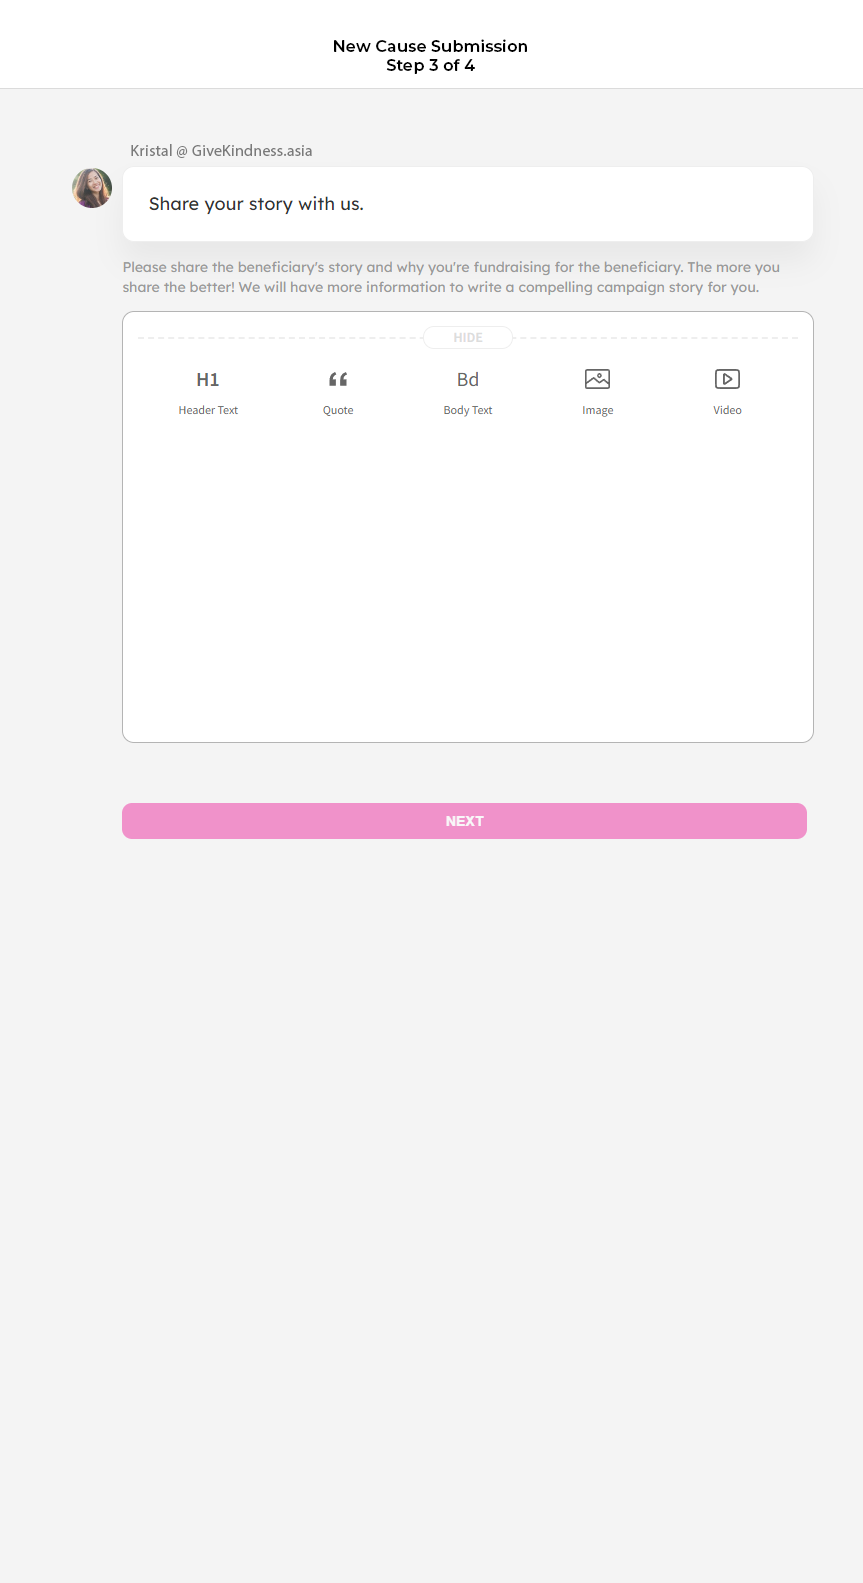 New Cause Submission
Step 3 of 4
Kristal @ GiveKindness.asia
Share your story with us.
Please share the beneficiary's story and why you're fundraising for the beneficiary. The more you
share the better! We will have more information to write a compelling campaign story for you.
HIDE
H1
Header Text
Quote
Bd
Body Text
Image
Video
NEXT